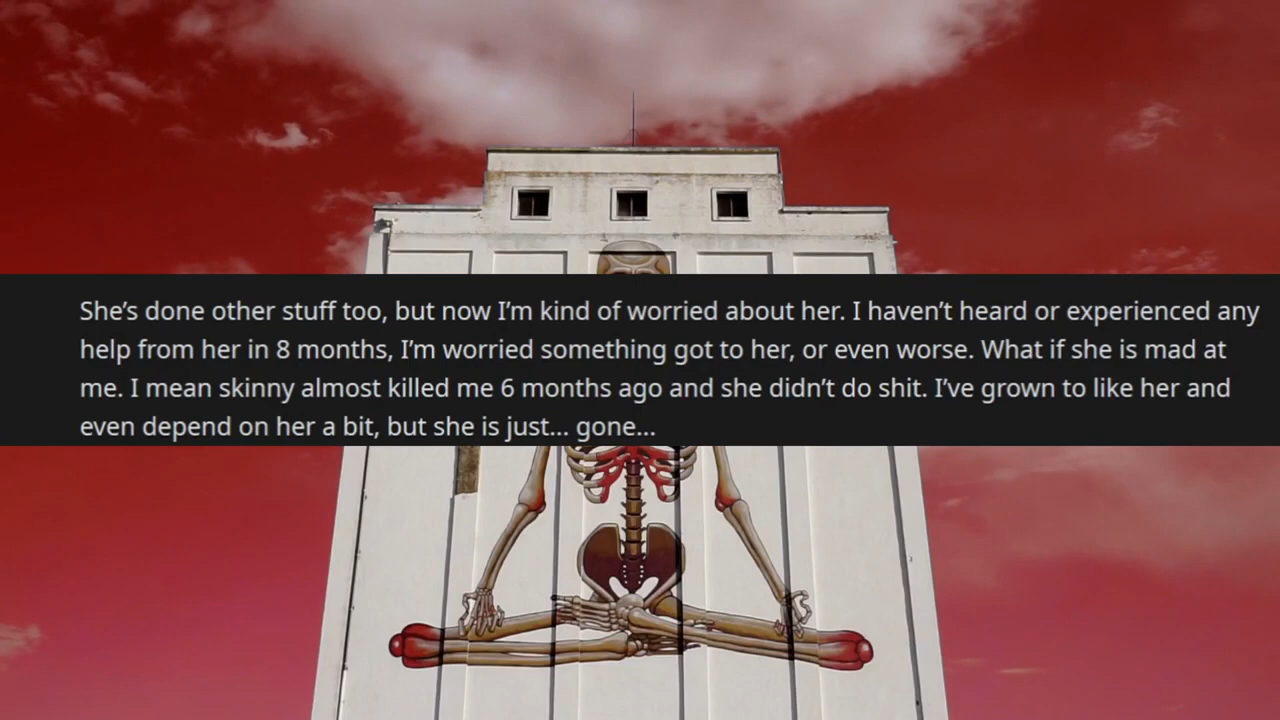 She’s done other stuff too, but now I’m kind of worried about her. I haven’t heard or experienced any
help from her in 8 months, I’m worried something got to her, or even worse. What if she is mad at
me. I mean skinny almost killed me 6 months ago and she didn’t do shit. I’ve grown to like her and
even depend on her a bit, but she is just... gone...